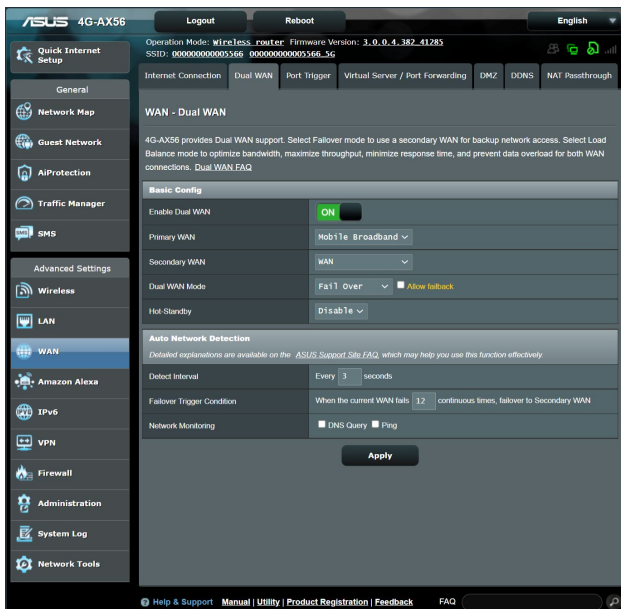 ASUS 4G-AX56 Logout Reboot English
Quick Internet Setup
Operation Mode: Wireless router Firmware Version: 3.0.0.4.382_41285
SSID: 00000000005566 00000000005566_5G
Internet Connection Dual WAN Port Trigger Virtual Server / Port Forwarding DMZ DDNS NAT Passthrough
General
Network Map
Guest Network
AiProtection
Traffic Manager
SMS SMS
Advanced Settings
Wireless
LAN
WAN
Amazon Alexa
IPv6
VPN
Firewall
Administration
System Log
Network Tools
WAN - Dual WAN
4G-AX56 provides Dual WAN support. Select Failover mode to use a secondary WAN for backup network access. Select Load
Balance mode to optimize bandwidth, maximize throughput, minimize response time, and prevent data overload for both WAN
connections. Dual WAN FAQ
Basic Config
Enable Dual WAN ON
Primary WAN Mobile Broadband
Secondary WAN WAN
Dual WAN Mode Fail Over Allow failback
Hot-Standby Disable
Auto Network Detection
Detailed explanations are available on the ASUS Support Site FAQ, which may help you use this function effectively.
Detect Interval Every 3 seconds
Failover Trigger Condition When the current WAN fails 12 continuous times, failover to Secondary WAN
Network Monitoring DNS Query Ping
Apply
Help & Support Manual | Utility | Product Registration | Feedback FAQ